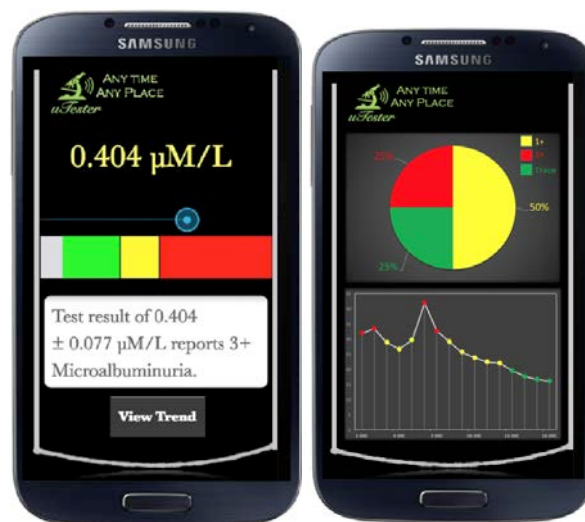 SAMSUNG
ANY TIME
ANY PLACE
uTester
0.404 µM/L
Test result of 0.404
± 0.077 µM/L reports 3+
Microalbuminuria.
View Trend
SAMSUNG
ANY TIME
ANY PLACE
uTester
1+
Trace
25%
50%
25%